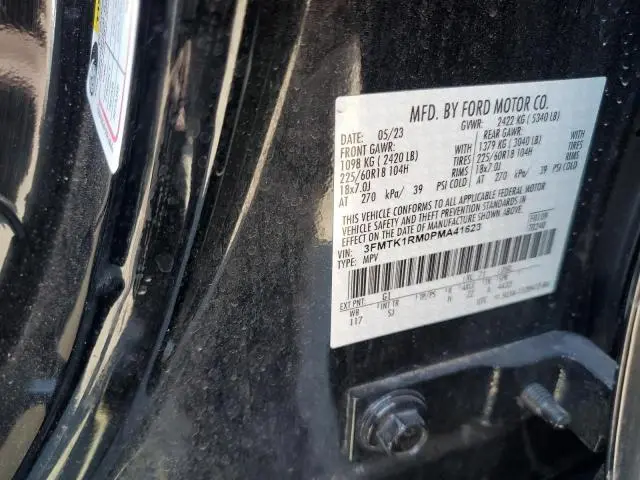 MFD. BY FORD MOTOR CO.
DATE: 05/23 GVWR: 2422 KG (5340 LB)
FRONT GAWR: REAR GAWR:
1098 KG (2420 LB) WITH 1379 KG (3040 LB) WITH
225/60R18 104H TIRES 225/60R18 104H TIRES
18x7.0J RIMS 18x7.0J RIMS
AT 270 kPa/ 39 PSI COLD AT 270 kPa/ 39 PSI COLD
THIS VEHICLE CONFORMS TO ALL APPLICABLE FEDERAL MOTOR
VEHICLE SAFETY AND THEFT PREVENTION STANDARDS IN
EFFECT ON THE DATE OF MANUFACTURE SHOWN ABOVE.
VIN: 3FMTK1RM0PMA41623
TYPE: MPV
EXT PNT: G1
WB INT TR
117 SJ